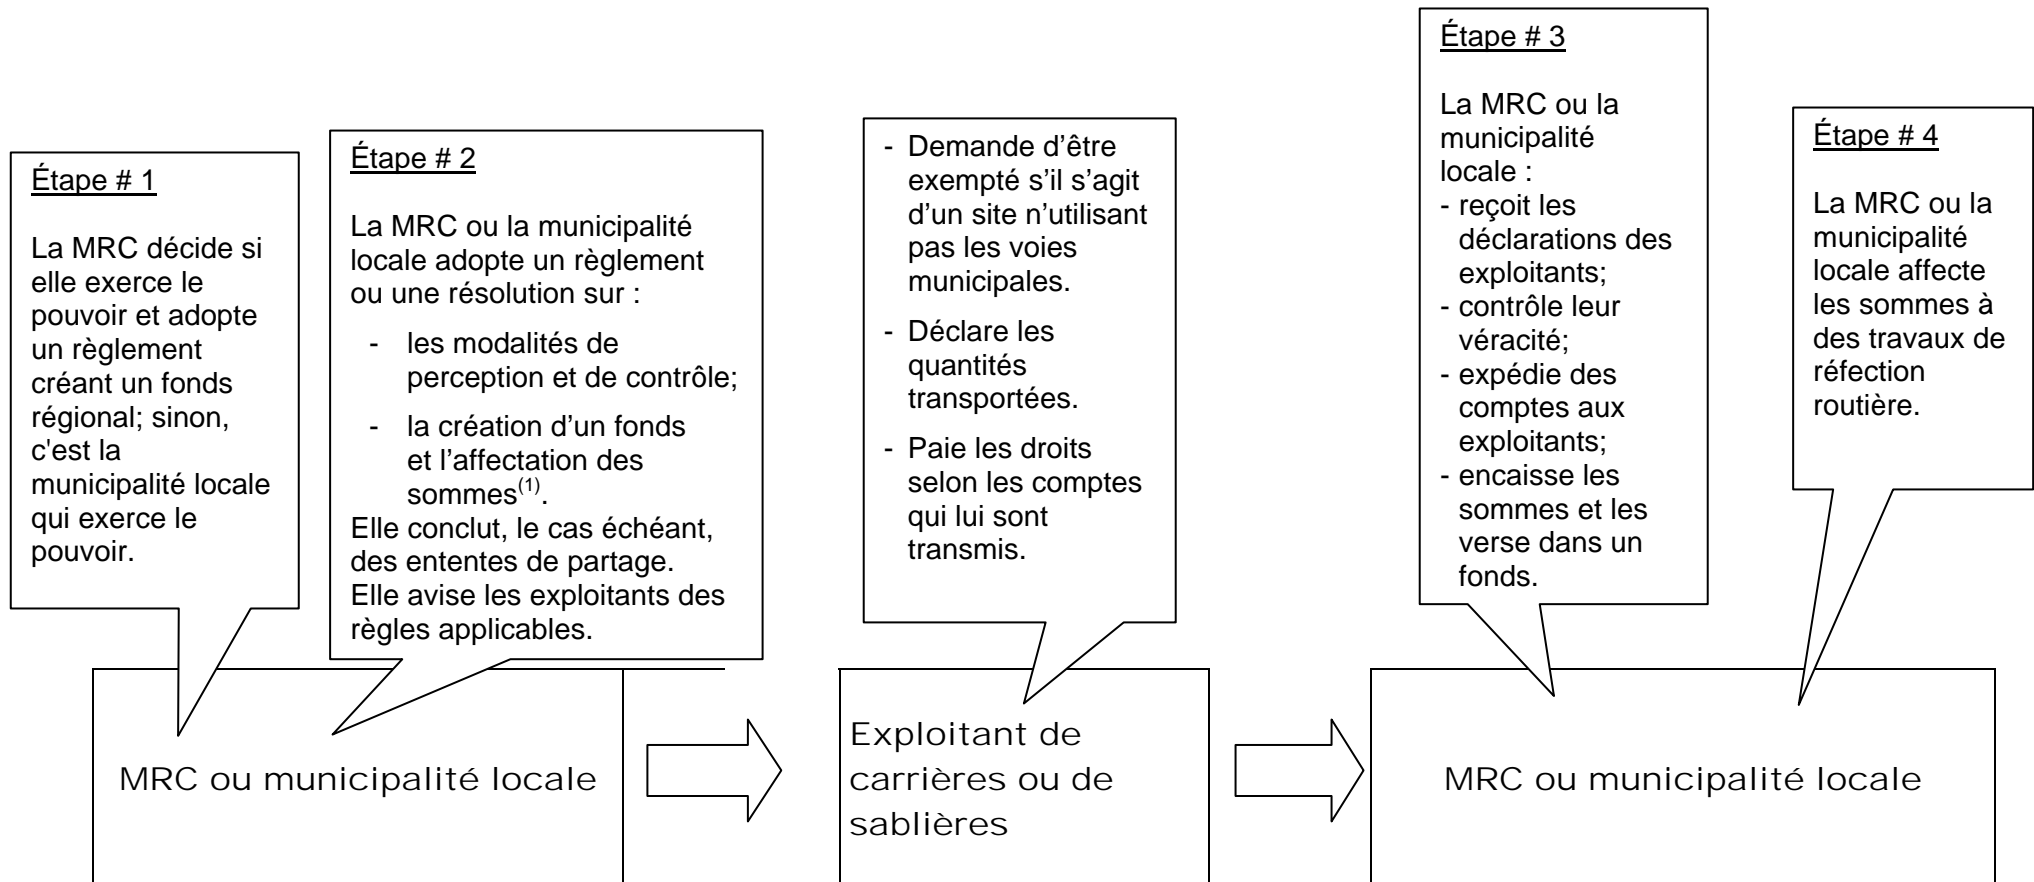 Étape # 1
La MRC décide si
elle exerce le
pouvoir et adopte
un règlement
créant un fonds
régional; sinon,
c'est la
municipalité locale
qui exerce le
pouvoir.
Étape # 2
La MRC ou la municipalité
locale adopte un règlement
ou une résolution sur :
- les modalités de
perception et de contrôle;
- la création d’un fonds
et l’affectation des
sommes(1).
Elle conclut, le cas échéant,
des ententes de partage.
Elle avise les exploitants des
règles applicables.
- Demande d’être
exempté s’il s’agit
d’un site n’utilisant
pas les voies
municipales.
- Déclare les
quantités
transportées.
- Paie les droits
selon les comptes
qui lui sont
transmis.
Étape # 3
La MRC ou la
municipalité
locale :
- reçoit les
déclarations des
exploitants;
- contrôle leur
véracité;
- expédie des
comptes aux
exploitants;
- encaisse les
sommes et les
verse dans un
fonds.
Étape # 4
La MRC ou la
municipalité
locale affecte
les sommes à
des travaux de
réfection
routière.
MRC ou municipalité locale
Exploitant de
carrières ou de
sablières
MRC ou municipalité locale